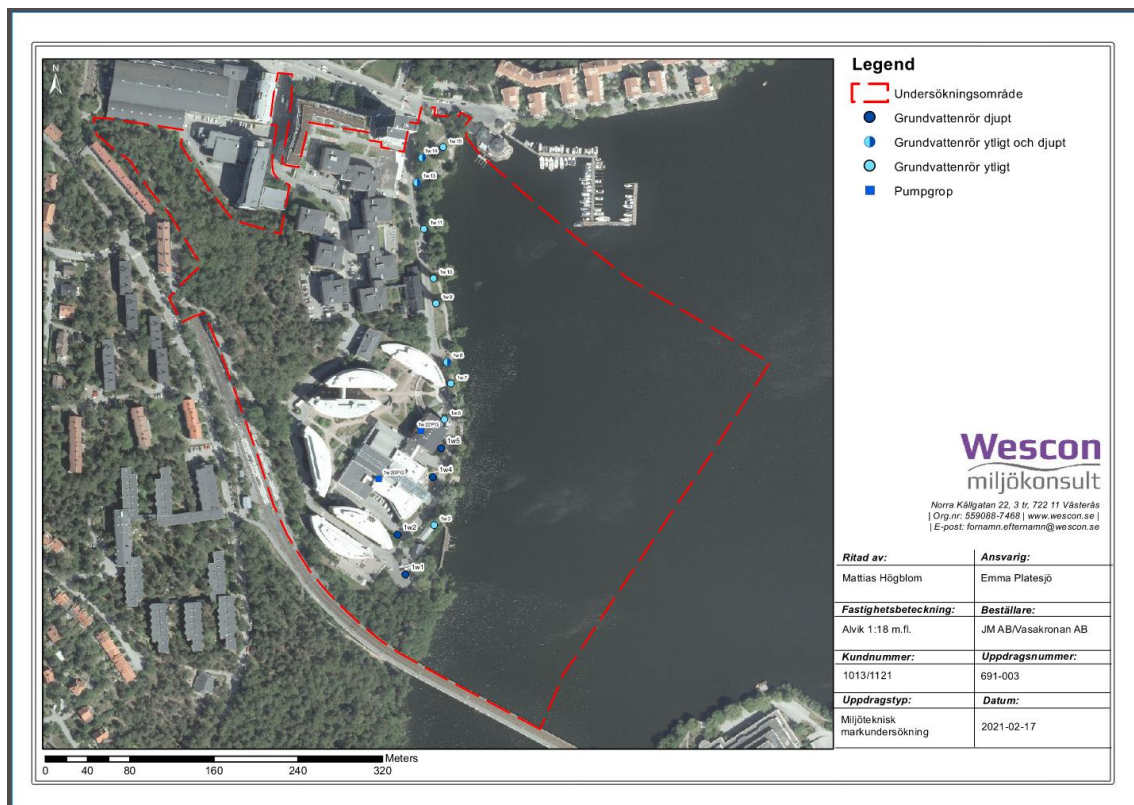 N
Legend
Undersökningsområde
Grundvattenrör djupt
Grundvattenrör ytligt och djupt
Grundvattenrör ytligt
Pumpgrop
1w15
1w14
1w13
1w11
1w10
1w9
1w8
1w7
1w22PG
1w5
1w4
1w20PG
1w3
1w2
1w1
Wescon
miljökonsult
Norra Källgatan 22, 3 tr, 722 11 Västerås
| Org.nr: 559088-7468 | www.wescon.se |
| E-post: fornamn.efternamn@wescon.se
Ritad av: Ansvarig:
Mattias Högblom Emma Platesjö
Fastighetsbeteckning: Beställare:
Alvik 1:18 m.fl. JM AB/Vasakronan AB
Kundnummer: Uppdragsnummer:
1013/1121 691-003
Uppdragstyp: Datum:
Miljöteknisk
markundersökning 2021-02-17
Meters
0 40 80 160 240 320